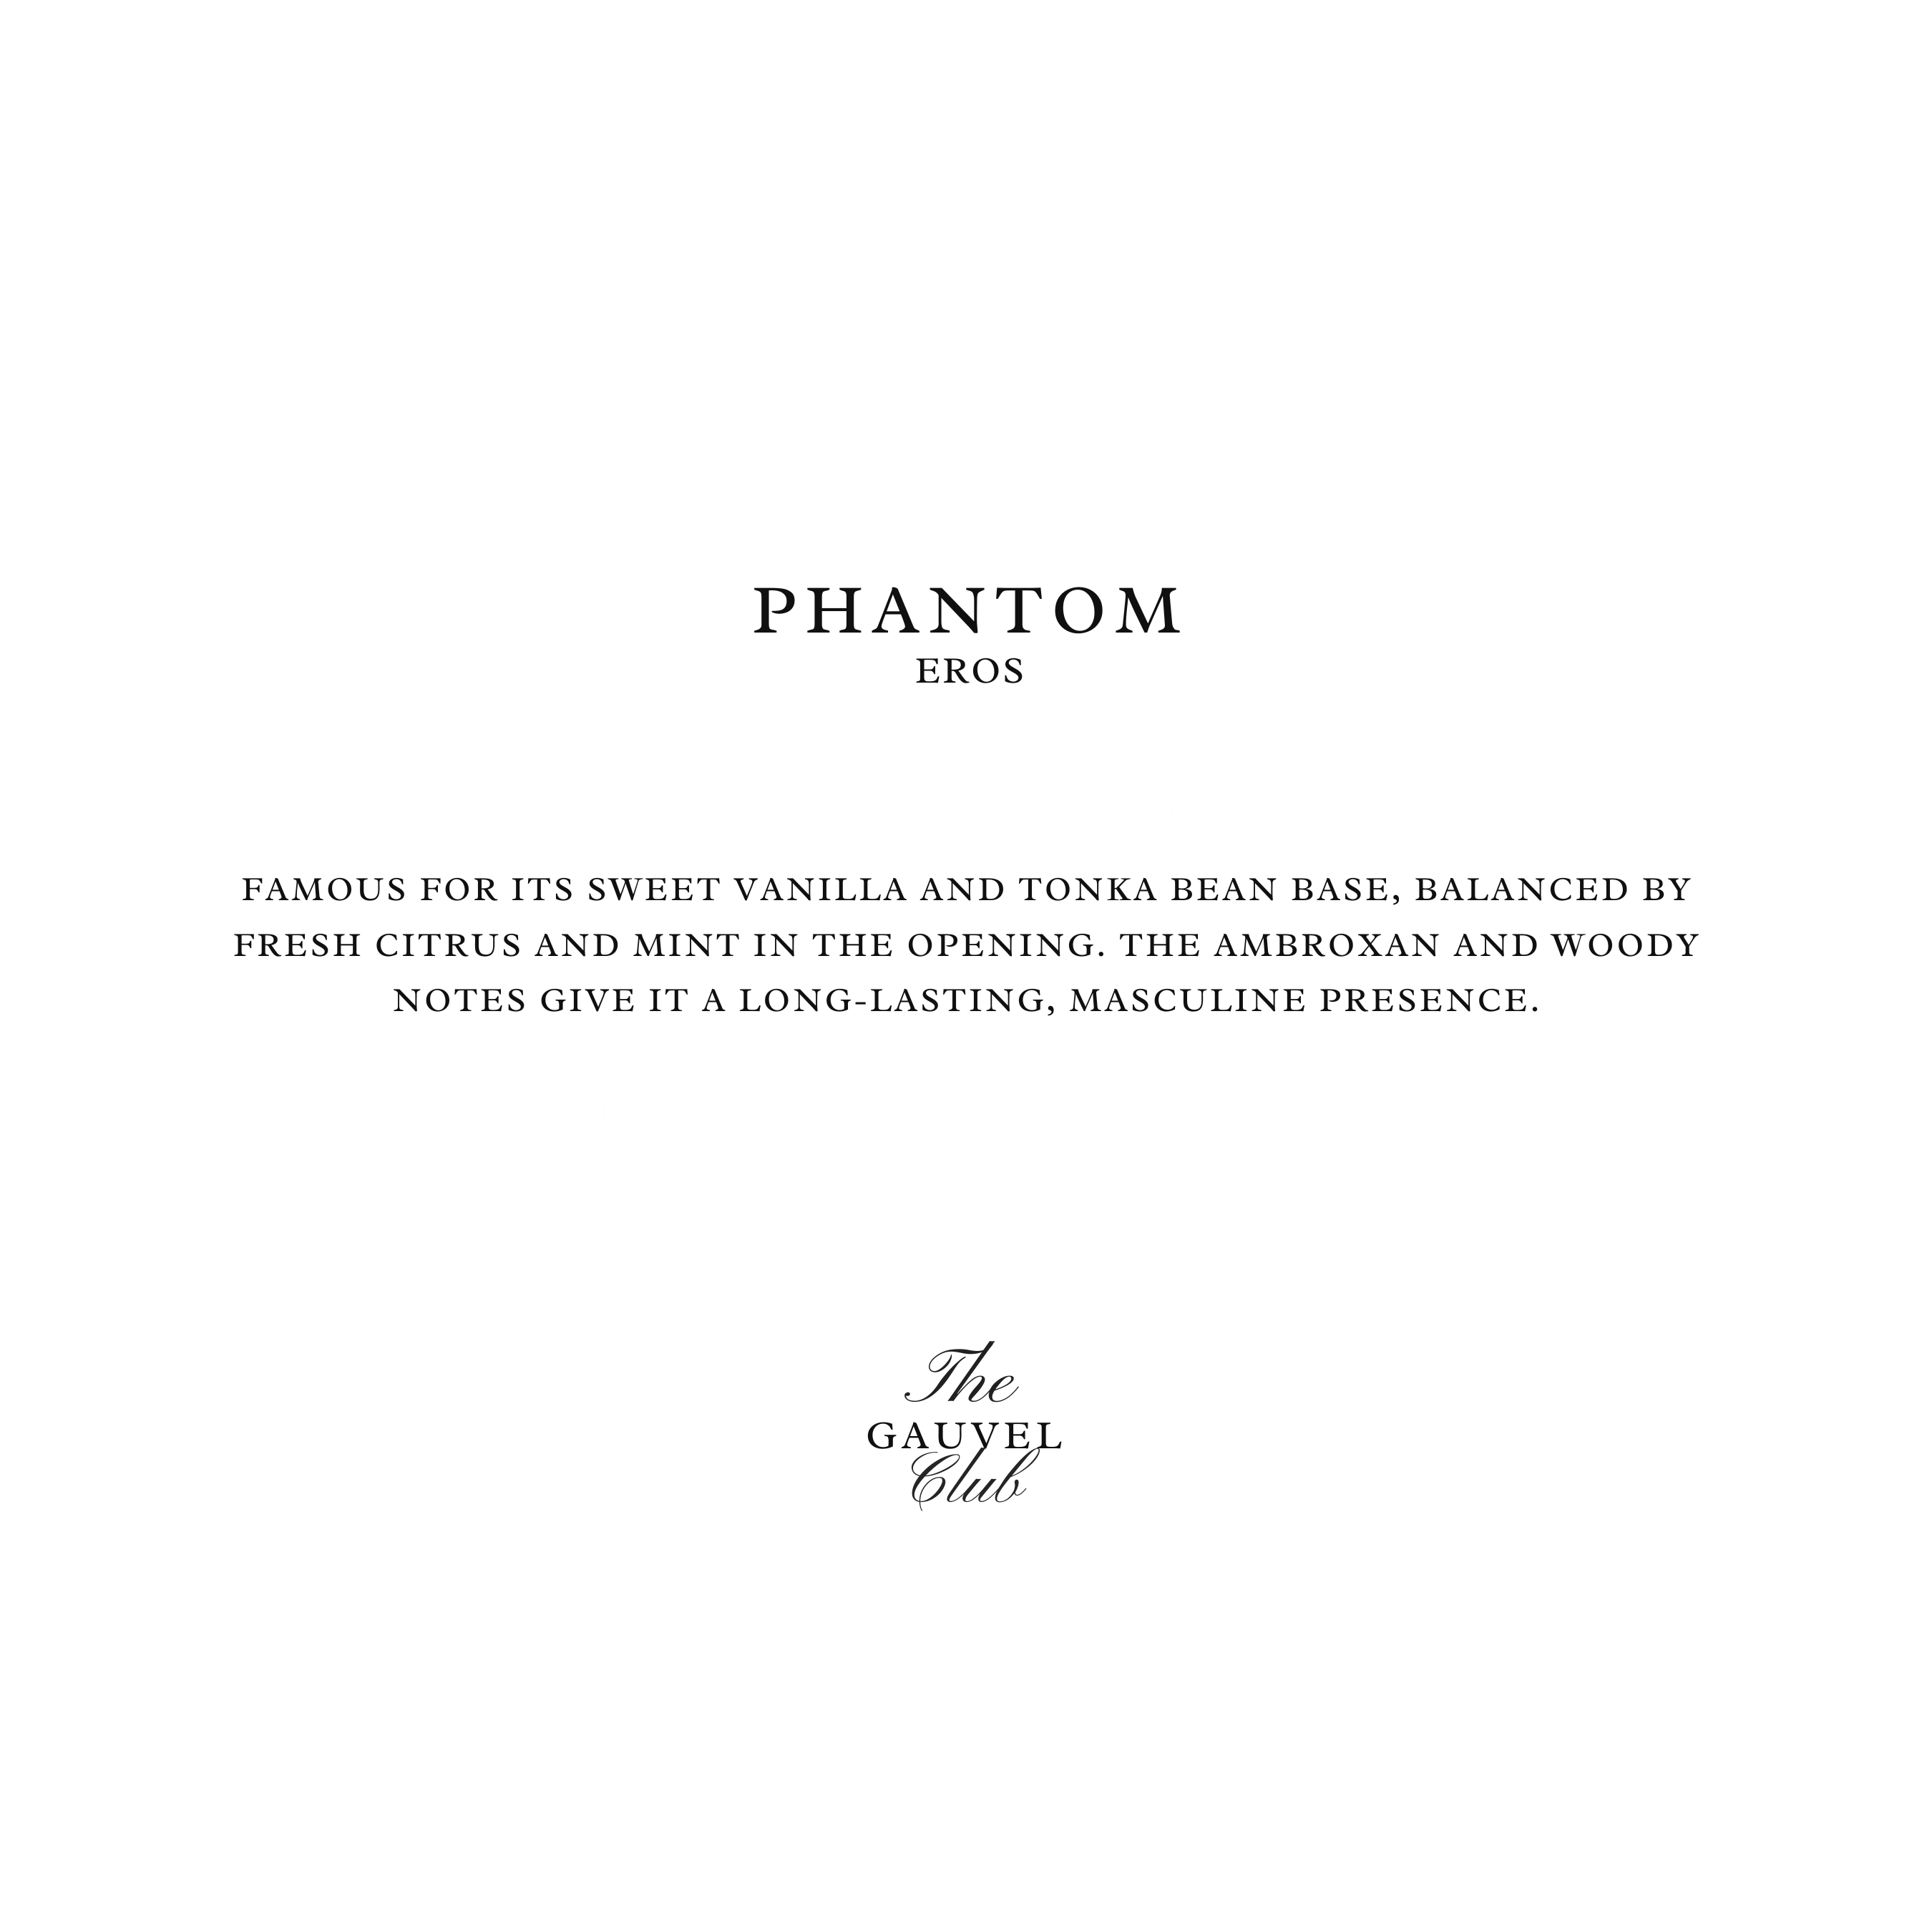 PHANTOM
EROS
FAMOUS FOR ITS SWEET VANILLA AND TONKA BEAN BASE, BALANCED BY
FRESH CITRUS AND MINT IN THE OPENING. THE AMBROXAN AND WOODY
NOTES GIVE IT A LONG-LASTING, MASCULINE PRESENCE.
The
GAUVEL
Club